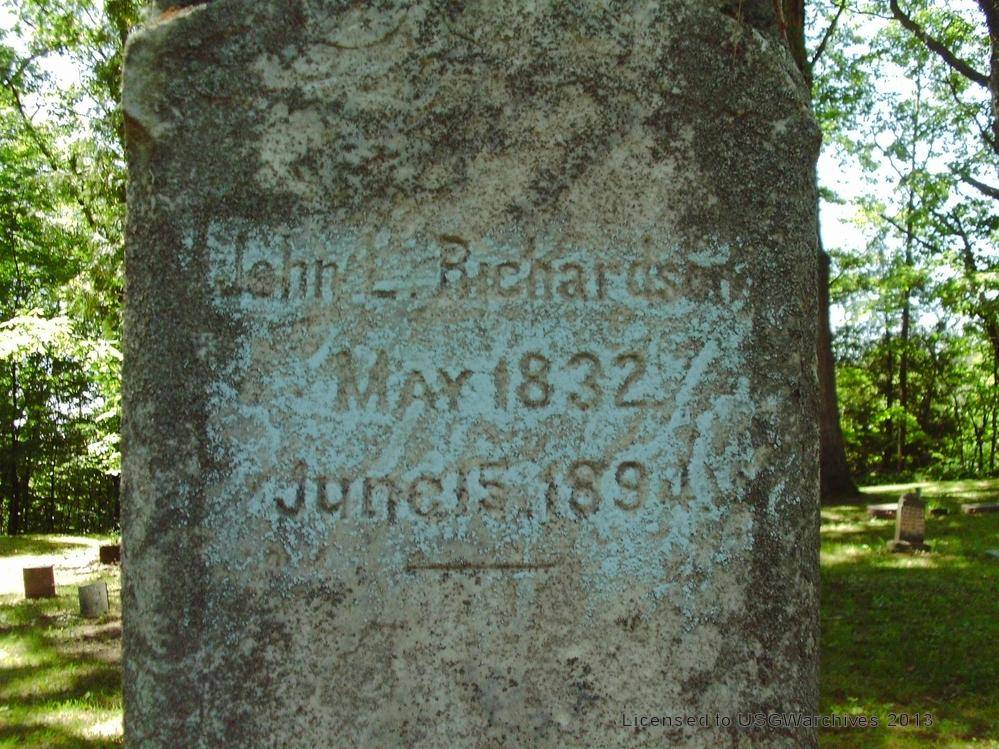 John L. Richardson
May 1832
June 15, 1894
Licensed to USGWarchives 2013